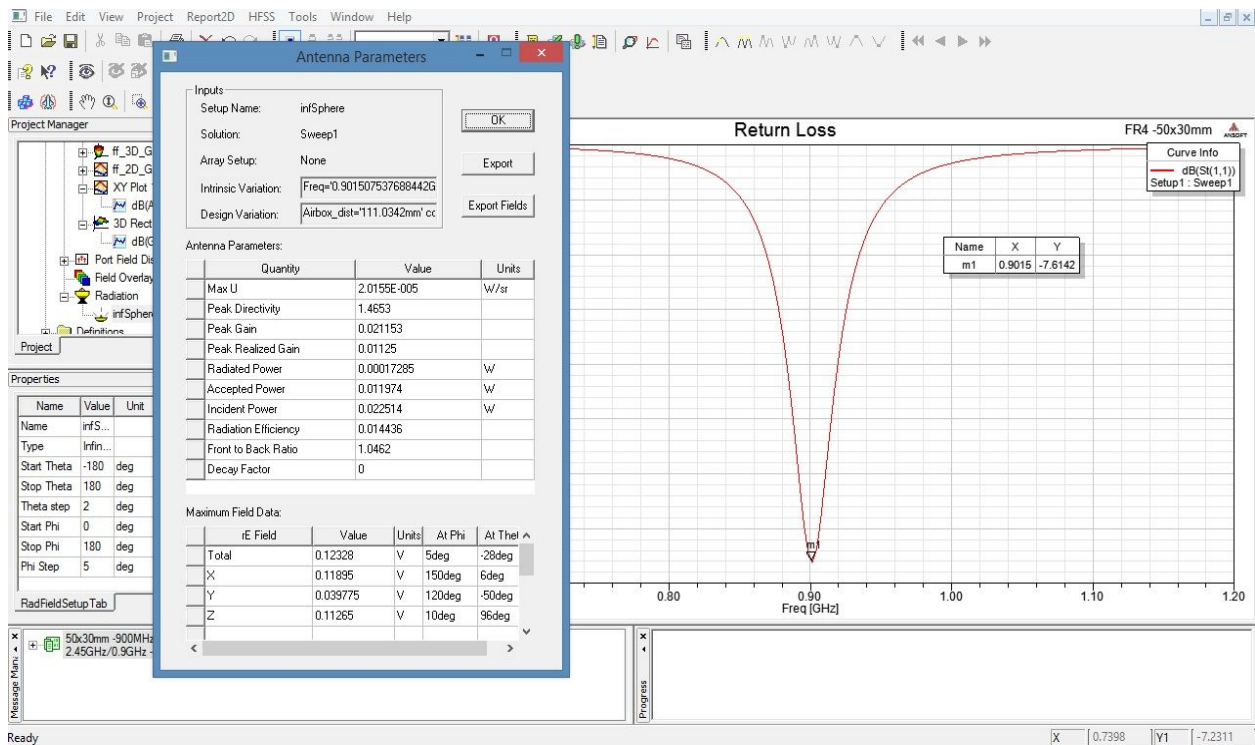 File Edit View Project Report2D HFSS Tools Window Help
Antenna Parameters
Inputs
Setup Name: infSphere
Solution: Sweep1
Array Setup: None
Intrinsic Variation: Freq='0.901507537688442G
Design Variation: Airbox_dist='111.0342mm' cc
OK
Export
Export Fields
Antenna Parameters:
Quantity Value Units
Max U 2.0155E-005 W/sr
Peak Directivity 1.4653
Peak Gain 0.021153
Peak Realized Gain 0.01125
Radiated Power 0.00017285 W
Accepted Power 0.011974 W
Incident Power 0.022514 W
Radiation Efficiency 0.014436
Front to Back Ratio 1.0462
Decay Factor 0
Maximum Field Data:
rE Field Value Units At Phi At Thet
Total 0.12328 V 5deg -28deg
X 0.11895 V 150deg 6deg
Y 0.039775 V 120deg -50deg
Z 0.11265 V 10deg 96deg
Project Manager
ff_3D_G
ff_2D_G
XY Plot
dB(A
3D Rect
dB(G
Port Field Dis
Field Overlay
Radiation
infSphere
Definitions
Project
Properties
Name Value Unit
Name infS...
Type Infin...
Start Theta -180 deg
Stop Theta 180 deg
Theta step 2 deg
Start Phi 0 deg
Stop Phi 180 deg
Phi Step 5 deg
RadFieldSetupTab
Return Loss
FR4 -50x30mm
ANSOFT
Curve Info
dB(St(1,1))
Setup1 : Sweep1
Name X Y
m1 0.9015 -7.6142
m1
0.80 0.90 1.00 1.10 1.20
Freq [GHz]
Message Mana
50x30mm -900MHz
2.45GHz/0.9GHz -
Progress
Ready
X 0.7398 Y1 -7.2311